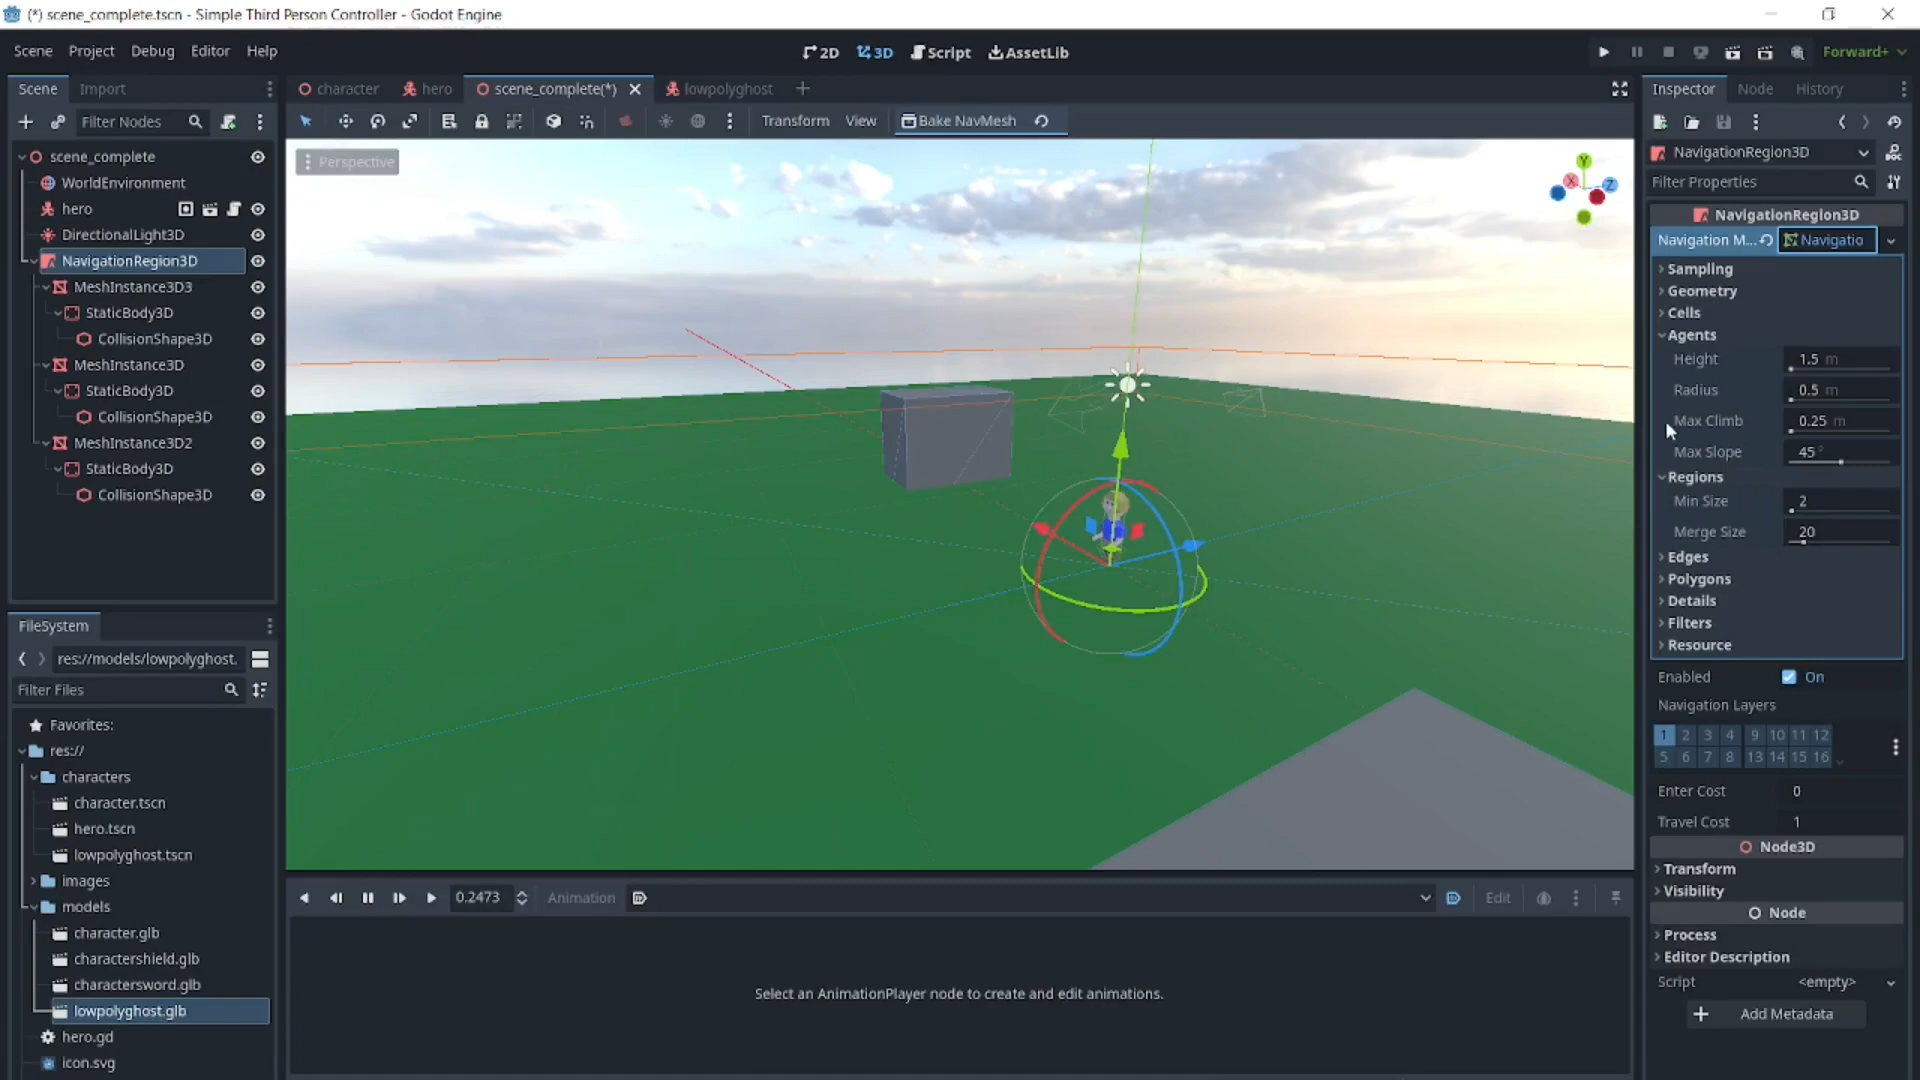 (*) scene_complete.tscn - Simple Third Person Controller - Godot Engine
Scene Project Debug Editor Help
2D 3D Script AssetLib
Forward+
Scene Import
Filter Nodes
scene_complete
WorldEnvironment
hero
DirectionalLight3D
NavigationRegion3D
MeshInstance3D3
StaticBody3D
CollisionShape3D
MeshInstance3D
StaticBody3D
CollisionShape3D
MeshInstance3D2
StaticBody3D
CollisionShape3D
FileSystem
res://models/lowpolyghost.
Filter Files
Favorites:
res://
characters
character.tscn
hero.tscn
lowpolyghost.tscn
images
models
character.glb
charactershield.glb
charactersword.glb
lowpolyghost.glb
hero.gd
icon.svg
character hero scene_complete(*) lowpolyghost
Transform View Bake NavMesh
Perspective
Y
X
Z
0.2473 Animation Edit
Select an AnimationPlayer node to create and edit animations.
Inspector Node History
NavigationRegion3D
Filter Properties
NavigationRegion3D
Navigation M... Navigatio
Sampling
Geometry
Cells
Agents
Height 1.5 m
Radius 0.5 m
Max Climb 0.25 m
Max Slope 45 °
Regions
Min Size 2
Merge Size 20
Edges
Polygons
Details
Filters
Resource
Enabled On
Navigation Layers
1 2 3 4 9 10 11 12
5 6 7 8 13 14 15 16
Enter Cost 0
Travel Cost 1
Node3D
Transform
Visibility
Node
Process
Editor Description
Script <empty>
Add Metadata